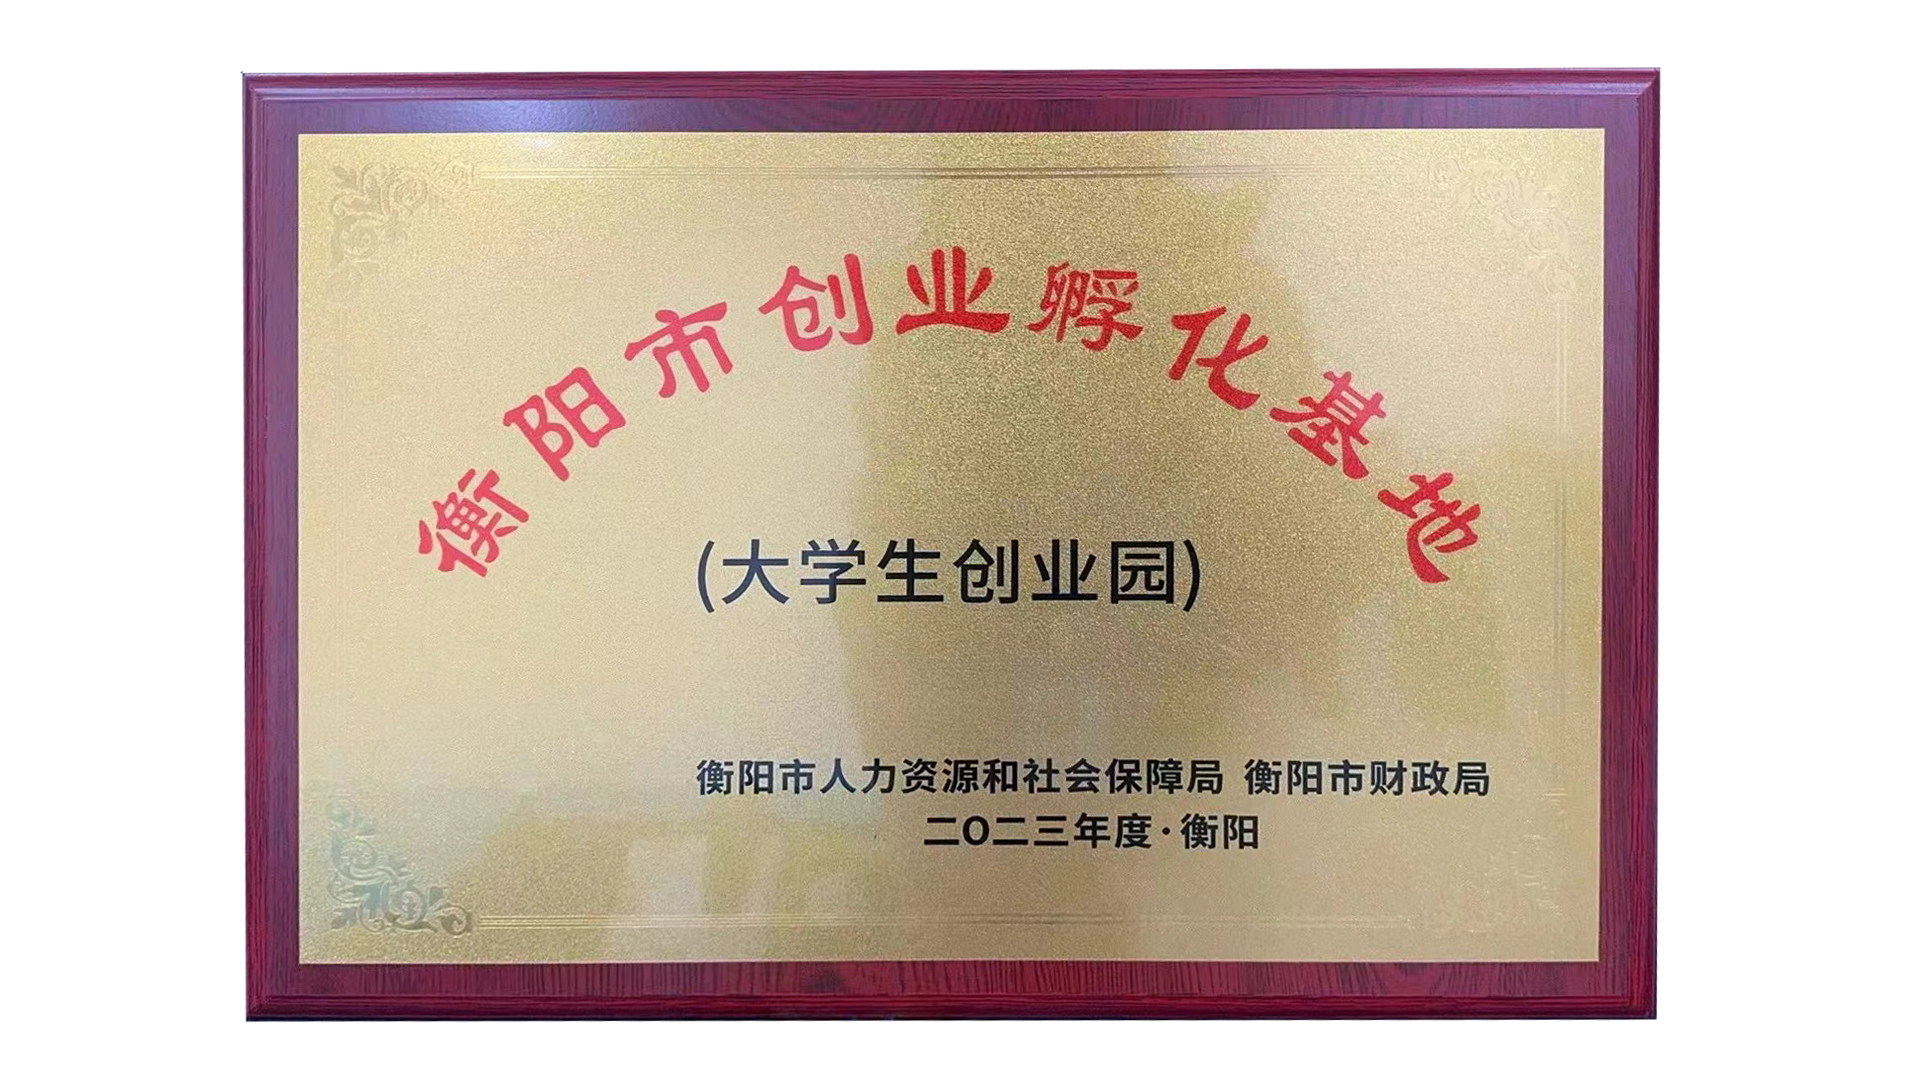 衡阳市创业孵化基地
(大学生创业园)
衡阳市人力资源和社会保障局 衡阳市财政局
二O二三年度·衡阳